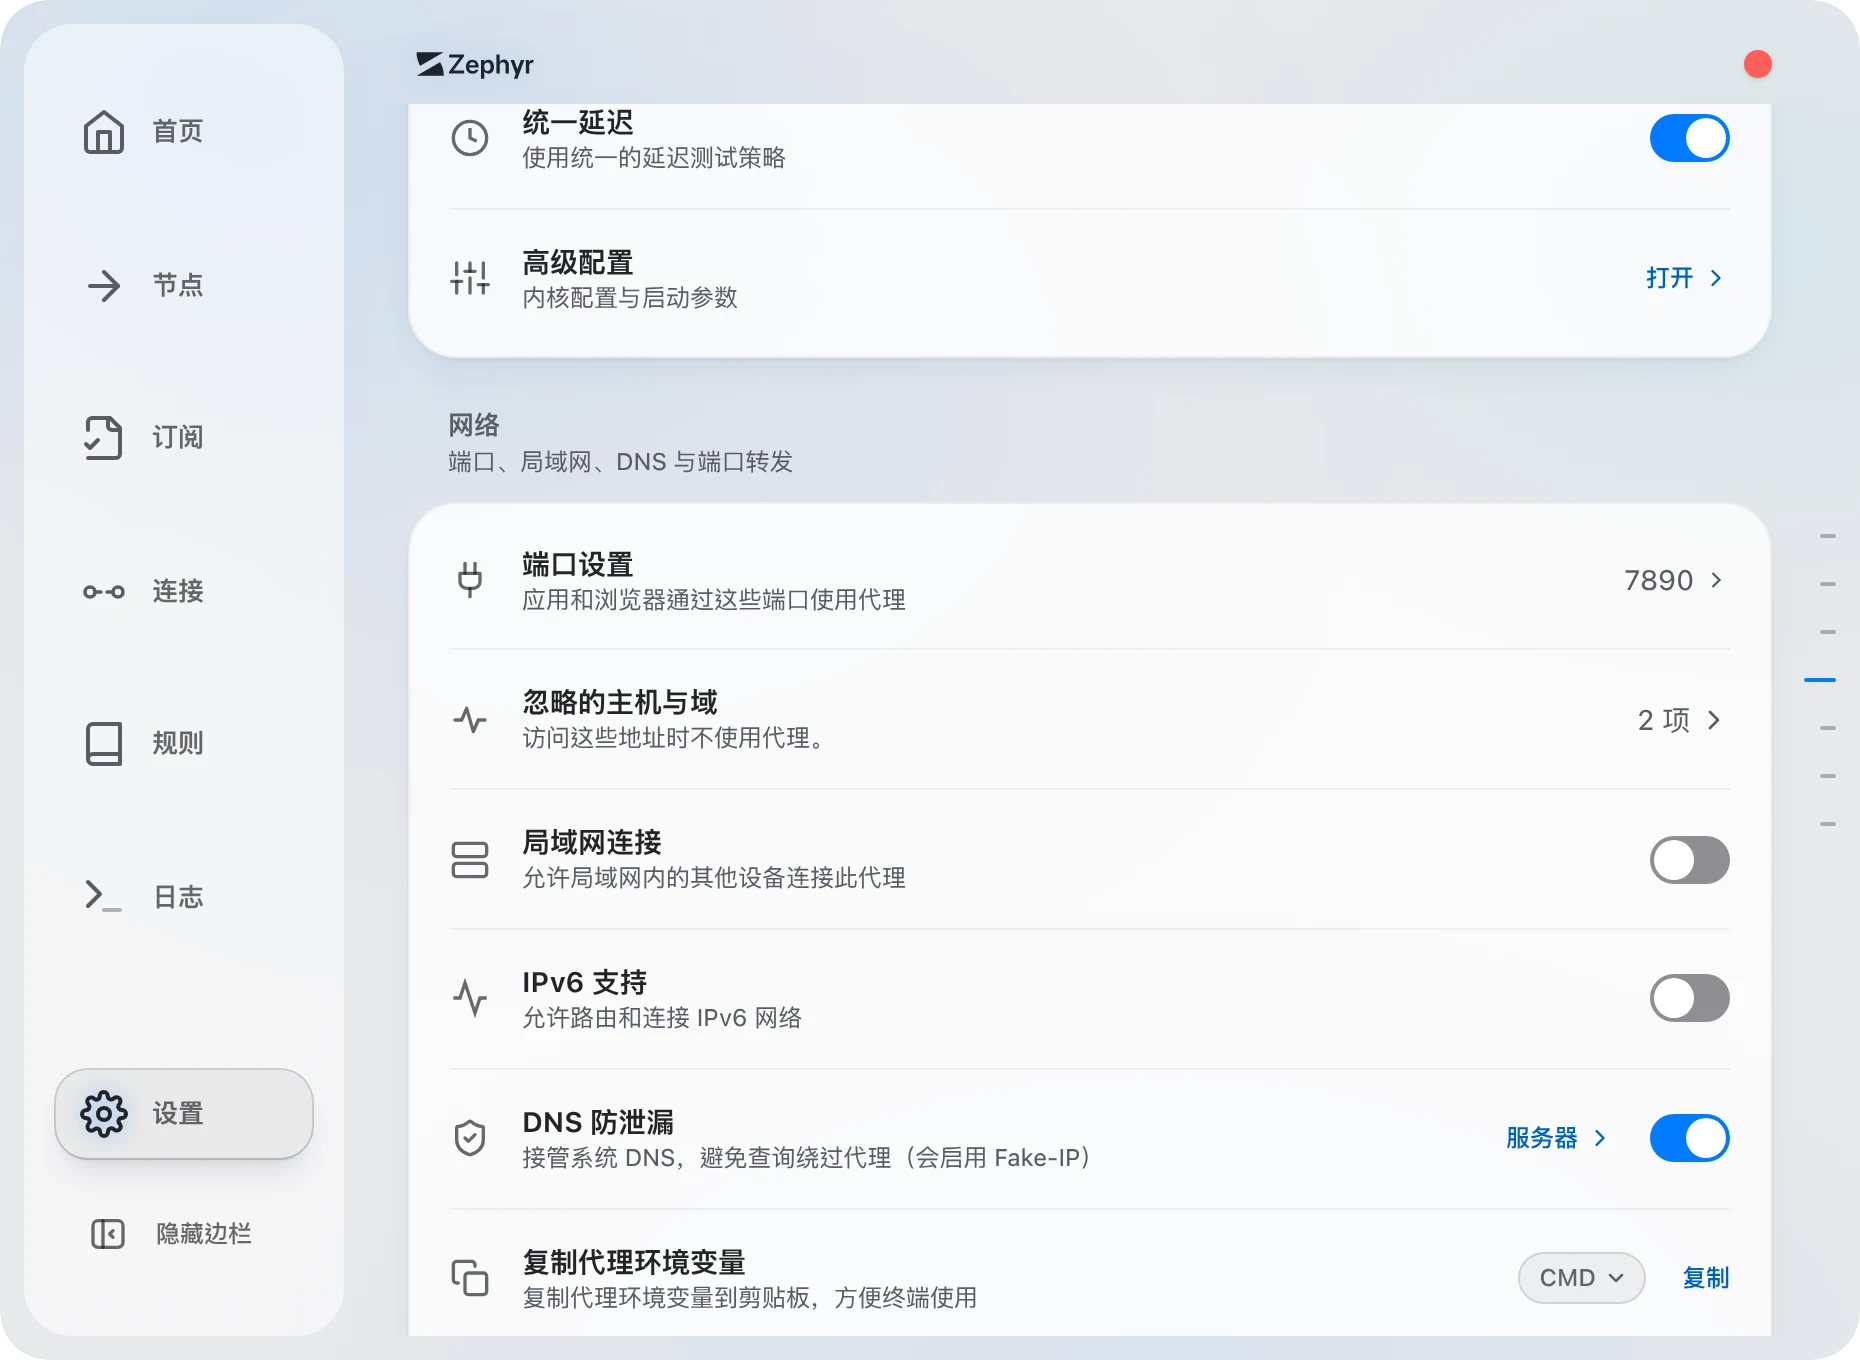 Zephyr
首页
节点
订阅
连接
规则
日志
设置
隐藏边栏
统一延迟
使用统一的延迟测试策略
高级配置
内核配置与启动参数
打开
网络
端口、局域网、DNS 与端口转发
端口设置
应用和浏览器通过这些端口使用代理
7890
忽略的主机与域
访问这些地址时不使用代理。
2 项
局域网连接
允许局域网内的其他设备连接此代理
IPv6 支持
允许路由和连接 IPv6 网络
DNS 防泄漏
接管系统 DNS，避免查询绕过代理（会启用 Fake-IP）
服务器
复制代理环境变量
复制代理环境变量到剪贴板，方便终端使用
CMD
复制